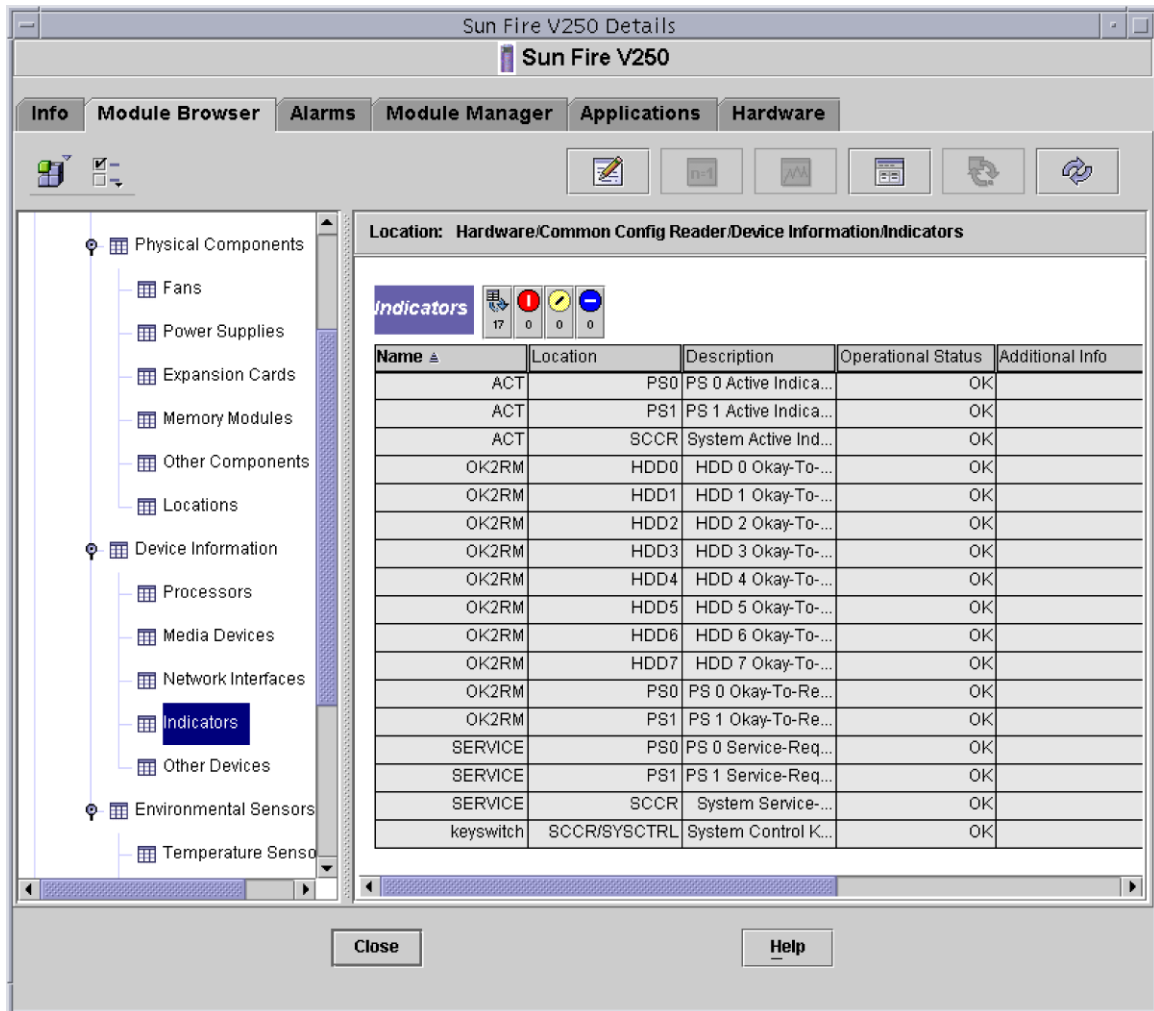 Sun Fire V250 Details
Sun Fire V250
Info Module Browser Alarms Module Manager Applications Hardware
n=1
Physical Components
Fans
Power Supplies
Expansion Cards
Memory Modules
Other Components
Locations
Device Information
Processors
Media Devices
Network Interfaces
Indicators
Other Devices
Environmental Sensors
Temperature Senso
Location: Hardware/Common Config Reader/Device Information/Indicators
Indicators 17 0 0 0
Name Location Description Operational Status Additional Info
ACT PS0 PS 0 Active Indica... OK
ACT PS1 PS 1 Active Indica... OK
ACT SCCR System Active Ind... OK
OK2RM HDD0 HDD 0 Okay-To-... OK
OK2RM HDD1 HDD 1 Okay-To-... OK
OK2RM HDD2 HDD 2 Okay-To-... OK
OK2RM HDD3 HDD 3 Okay-To-... OK
OK2RM HDD4 HDD 4 Okay-To-... OK
OK2RM HDD5 HDD 5 Okay-To-... OK
OK2RM HDD6 HDD 6 Okay-To-... OK
OK2RM HDD7 HDD 7 Okay-To-... OK
OK2RM PS0 PS 0 Okay-To-Re... OK
OK2RM PS1 PS 1 Okay-To-Re... OK
SERVICE PS0 PS 0 Service-Req... OK
SERVICE PS1 PS 1 Service-Req... OK
SERVICE SCCR System Service-... OK
keyswitch SCCR/SYSCTRL System Control K... OK
Close Help